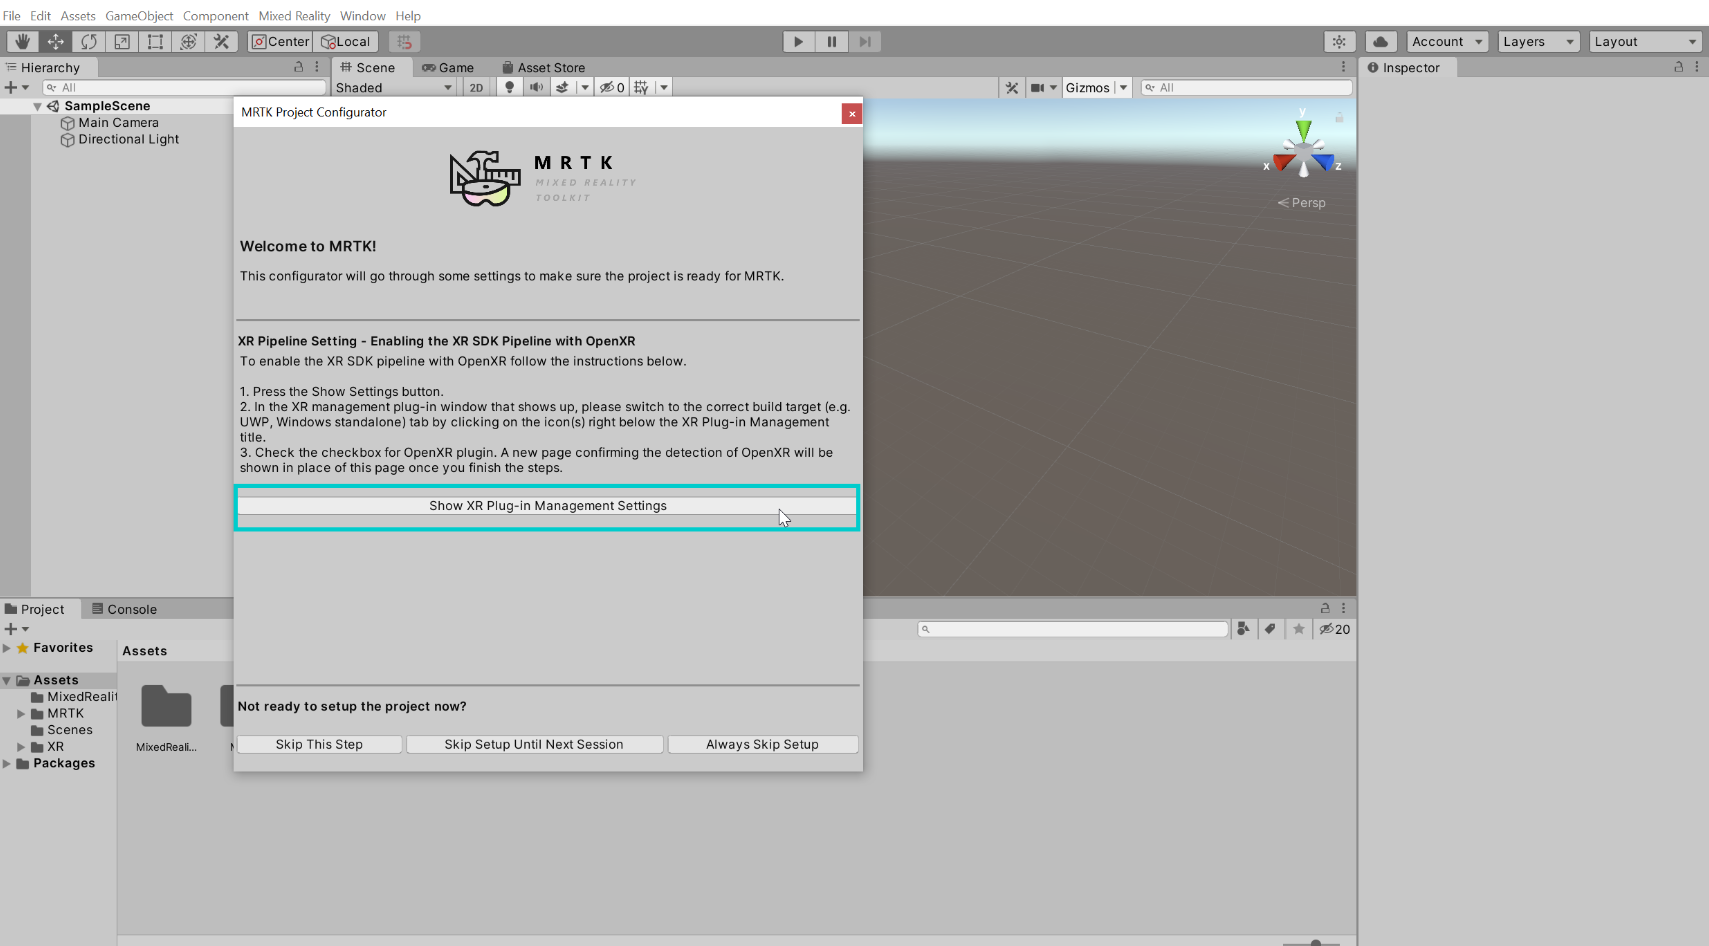 File Edit Assets GameObject Component Mixed Reality Window Help
Center Local Account Layers Layout
Hierarchy Scene Game Asset Store Inspector
All Shaded 2D 0 Gizmos All
SampleScene
Main Camera
Directional Light
MRTK Project Configurator
MRTK
MIXED REALITY
TOOLKIT
y
x z
Persp
Welcome to MRTK!
This configurator will go through some settings to make sure the project is ready for MRTK.
XR Pipeline Setting - Enabling the XR SDK Pipeline with OpenXR
To enable the XR SDK pipeline with OpenXR follow the instructions below.
1. Press the Show Settings button.
2. In the XR management plug-in window that shows up, please switch to the correct build target (e.g.
UWP, Windows standalone) tab by clicking on the icon(s) right below the XR Plug-in Management
title.
3. Check the checkbox for OpenXR plugin. A new page confirming the detection of OpenXR will be
shown in place of this page once you finish the steps.
Show XR Plug-in Management Settings
Not ready to setup the project now?
Skip This Step Skip Setup Until Next Session Always Skip Setup
Project Console
20
Favorites
Assets
MixedRealit
MRTK
Scenes
XR
Packages
Assets
MixedReali...